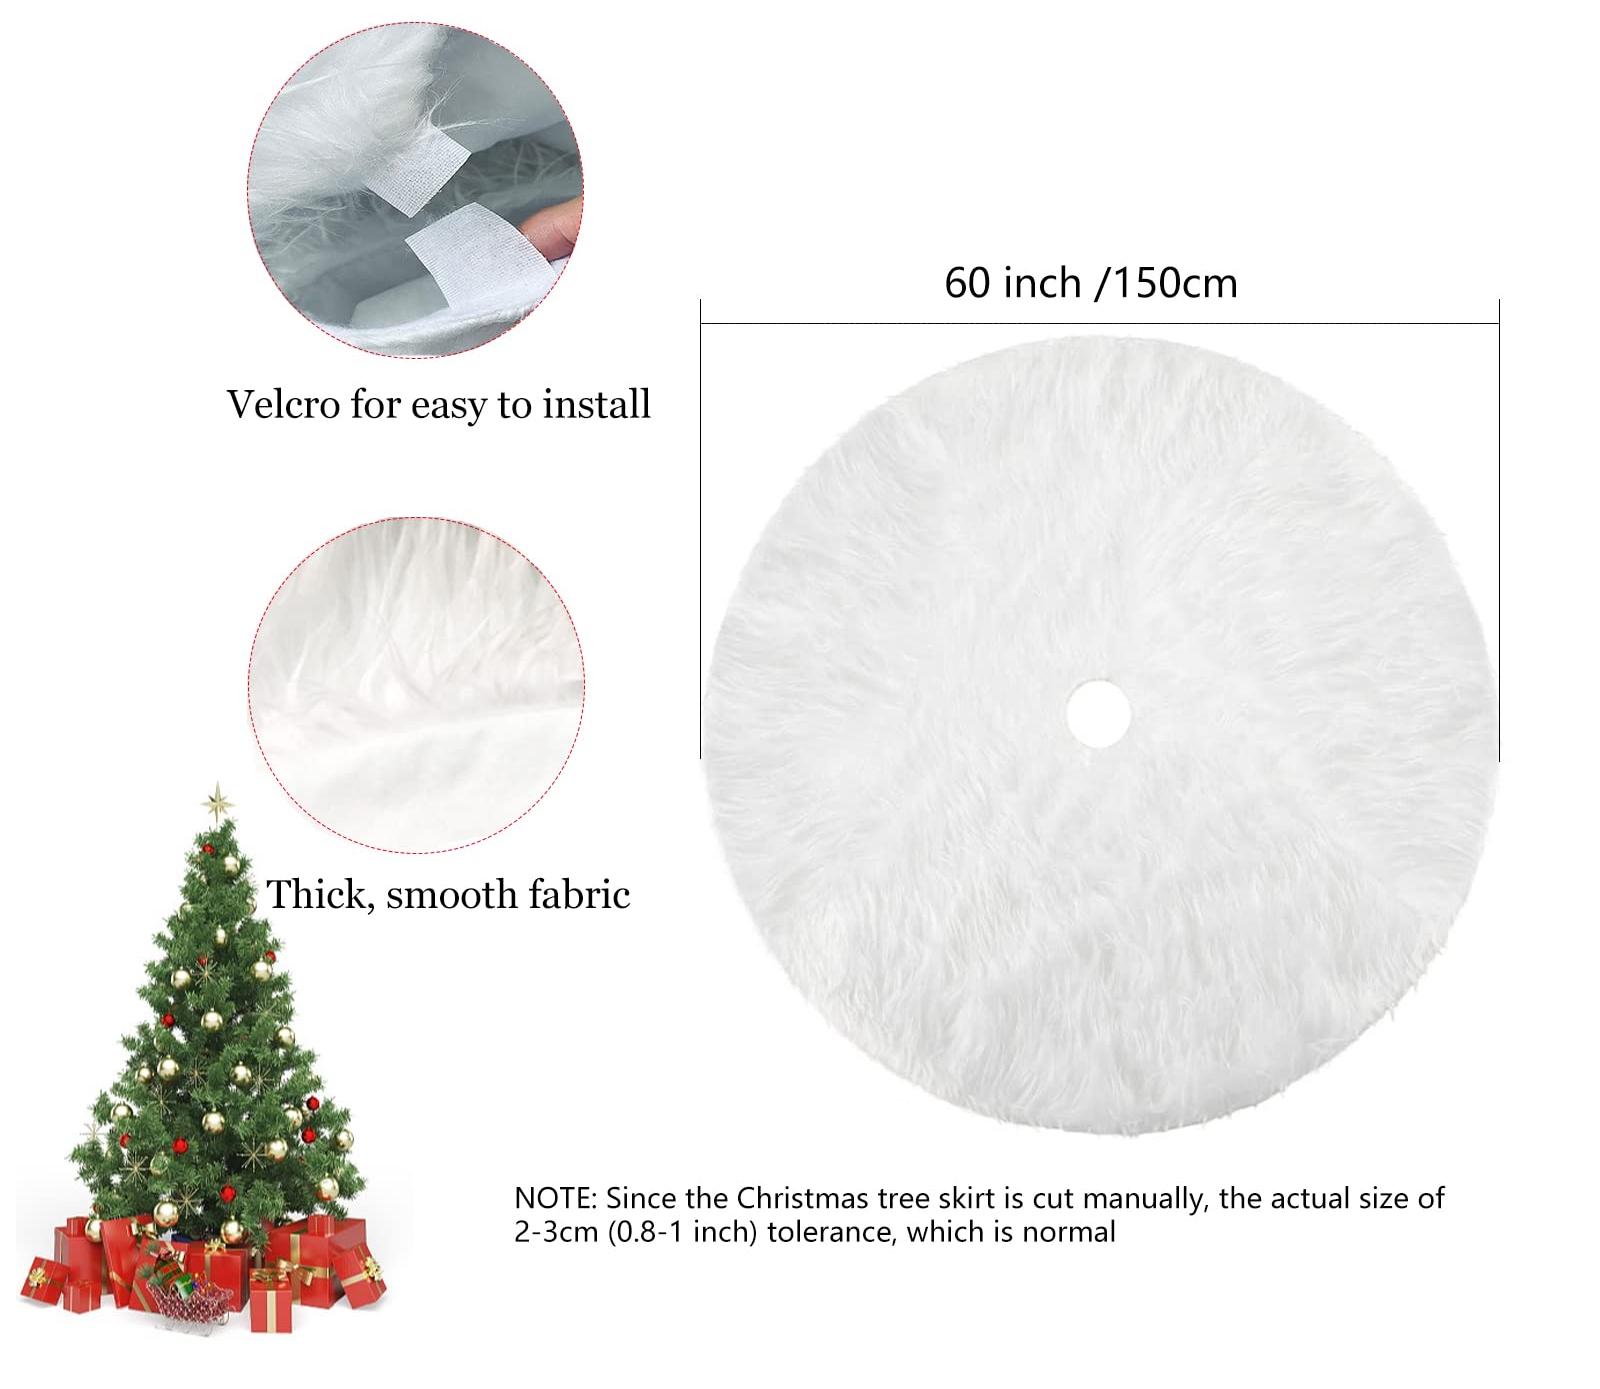 60 inch /150cm
Velcro for easy to install
Thick, smooth fabric
NOTE: Since the Christmas tree skirt is cut manually, the actual size of
2-3cm (0.8-1 inch) tolerance, which is normal